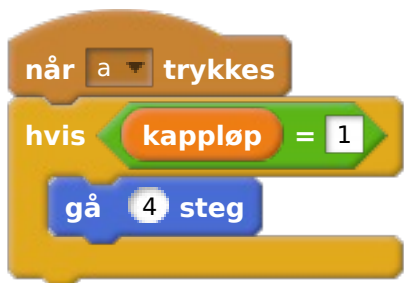 når a trykkes
hvis kappløp = 1
gå 4 steg